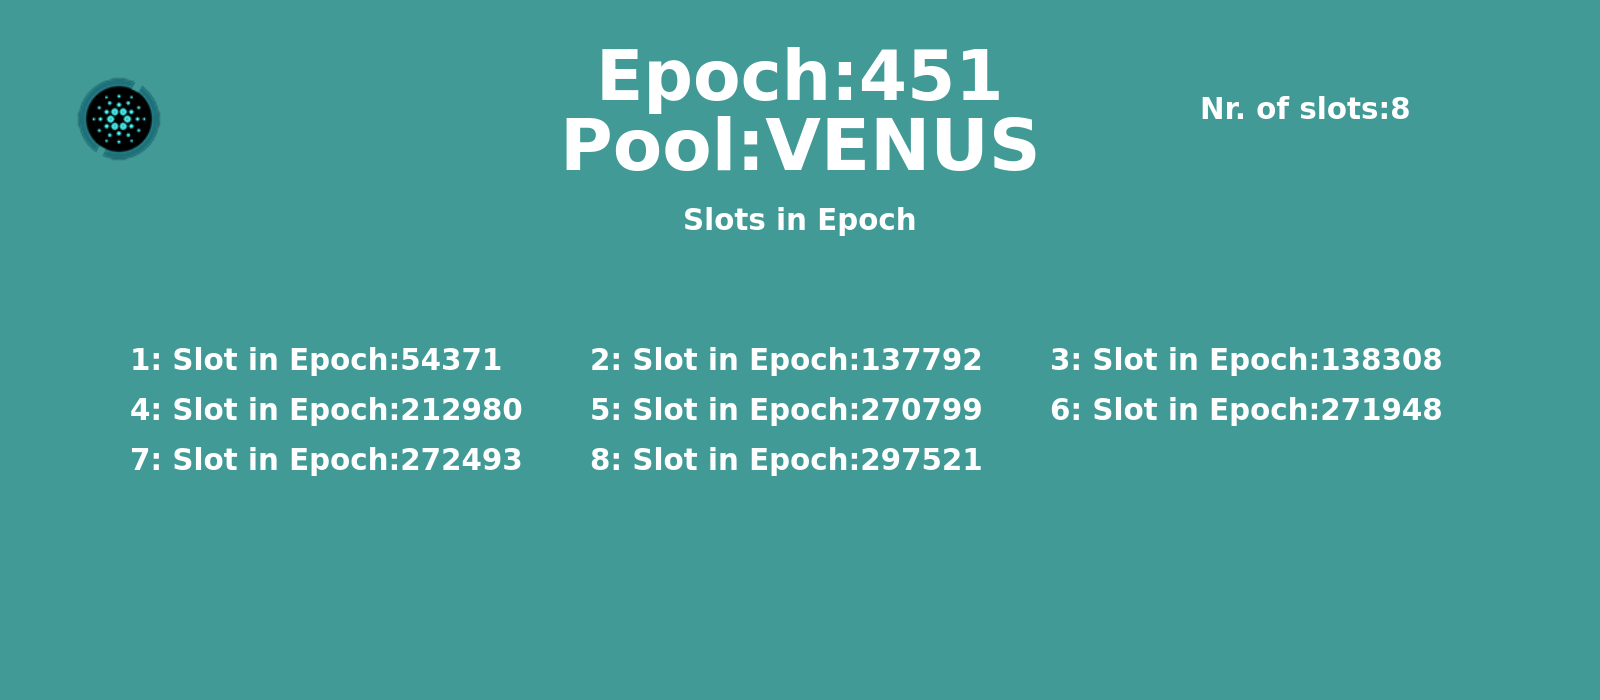 Epoch:451
Pool:VENUS
Nr. of slots:8
Slots in Epoch
1: Slot in Epoch:54371
2: Slot in Epoch:137792
3: Slot in Epoch:138308
4: Slot in Epoch:212980
5: Slot in Epoch:270799
6: Slot in Epoch:271948
7: Slot in Epoch:272493
8: Slot in Epoch:297521